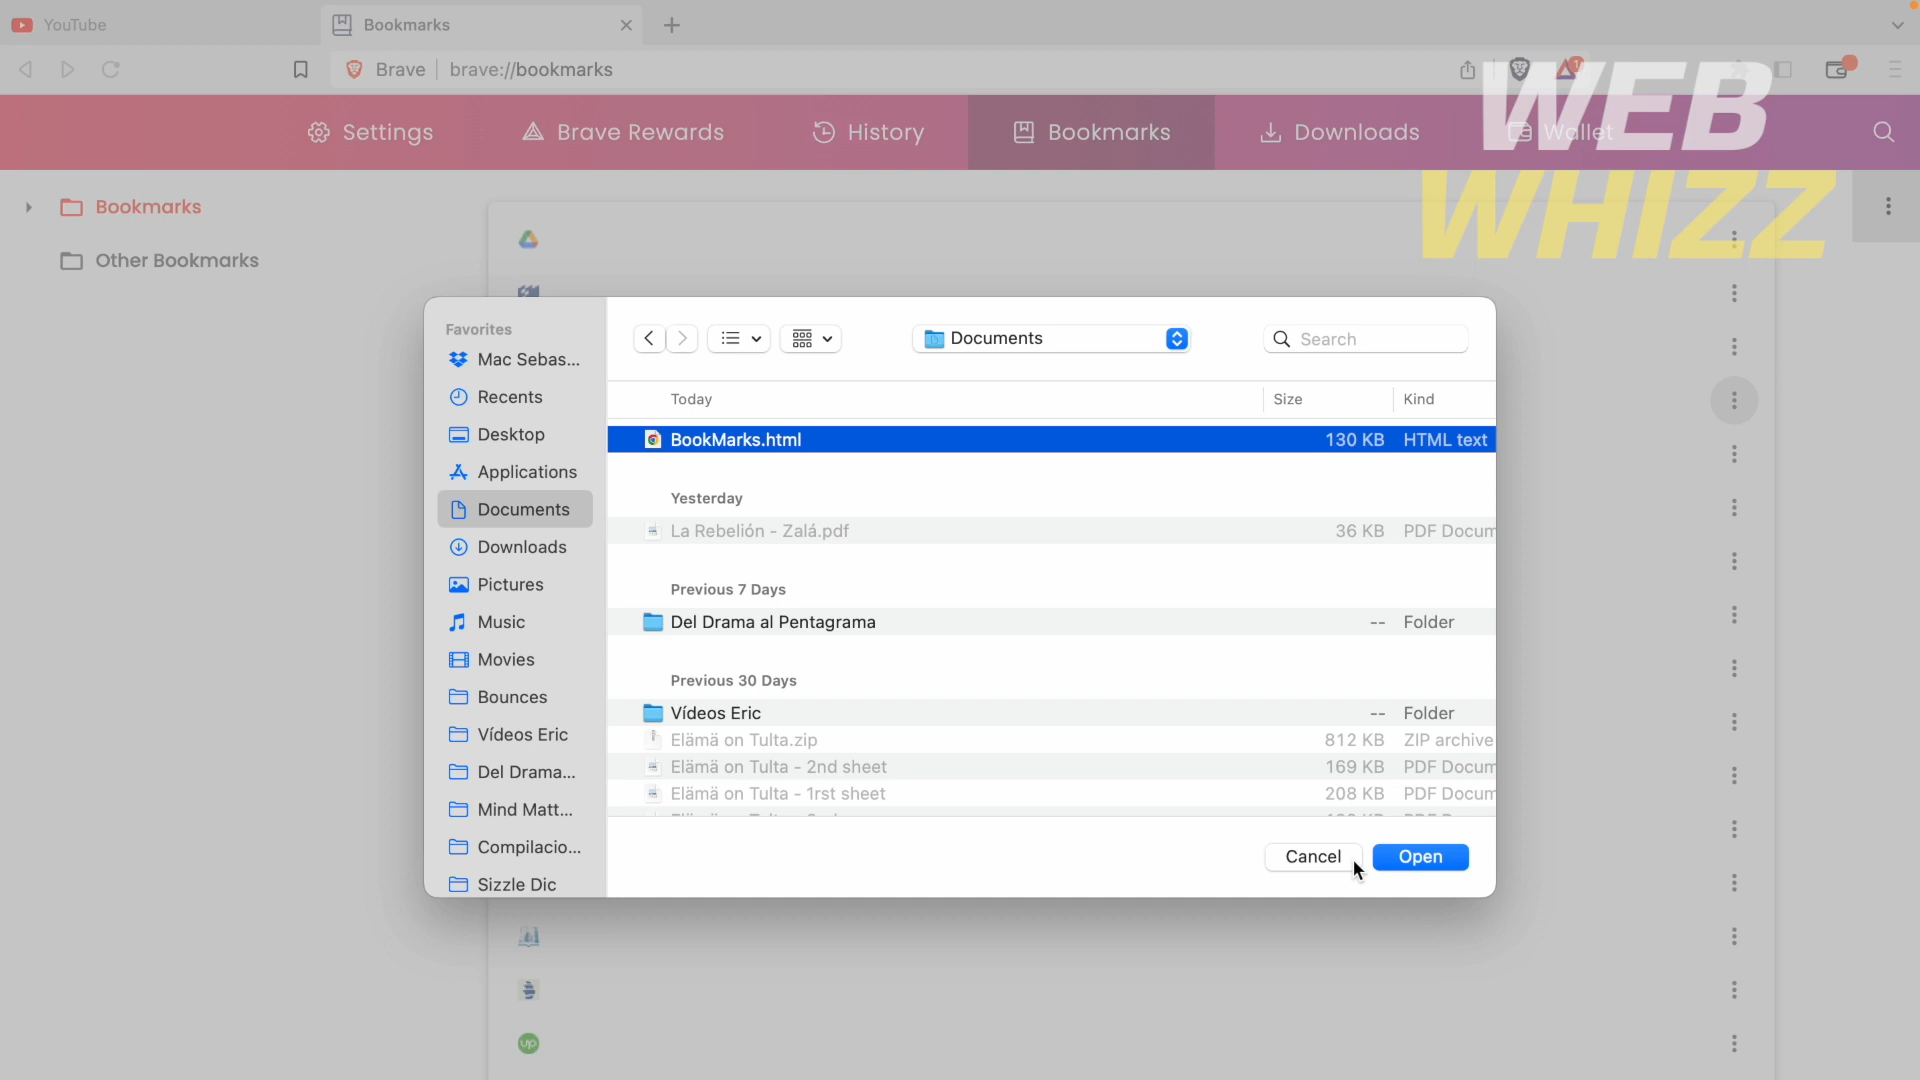 YouTube
Bookmarks
Brave
brave://bookmarks
1
WEB
WHIZZ
Settings
Brave Rewards
History
Bookmarks
Downloads
Wallet
Bookmarks
Other Bookmarks
Favorites
Mac Sebas...
Recents
Desktop
Applications
Documents
Downloads
Pictures
Music
Movies
Bounces
Vídeos Eric
Del Drama...
Mind Matt...
Compilacio...
Sizzle Dic
Documents
Search
Today Size Kind
BookMarks.html 130 KB HTML text
Yesterday
La Rebelión - Zalá.pdf 36 KB PDF Docum
Previous 7 Days
Del Drama al Pentagrama -- Folder
Previous 30 Days
Vídeos Eric -- Folder
Elämä on Tulta.zip 812 KB ZIP archive
Elämä on Tulta - 2nd sheet 169 KB PDF Docum
Elämä on Tulta - 1rst sheet 208 KB PDF Docum
Cancel
Open
up